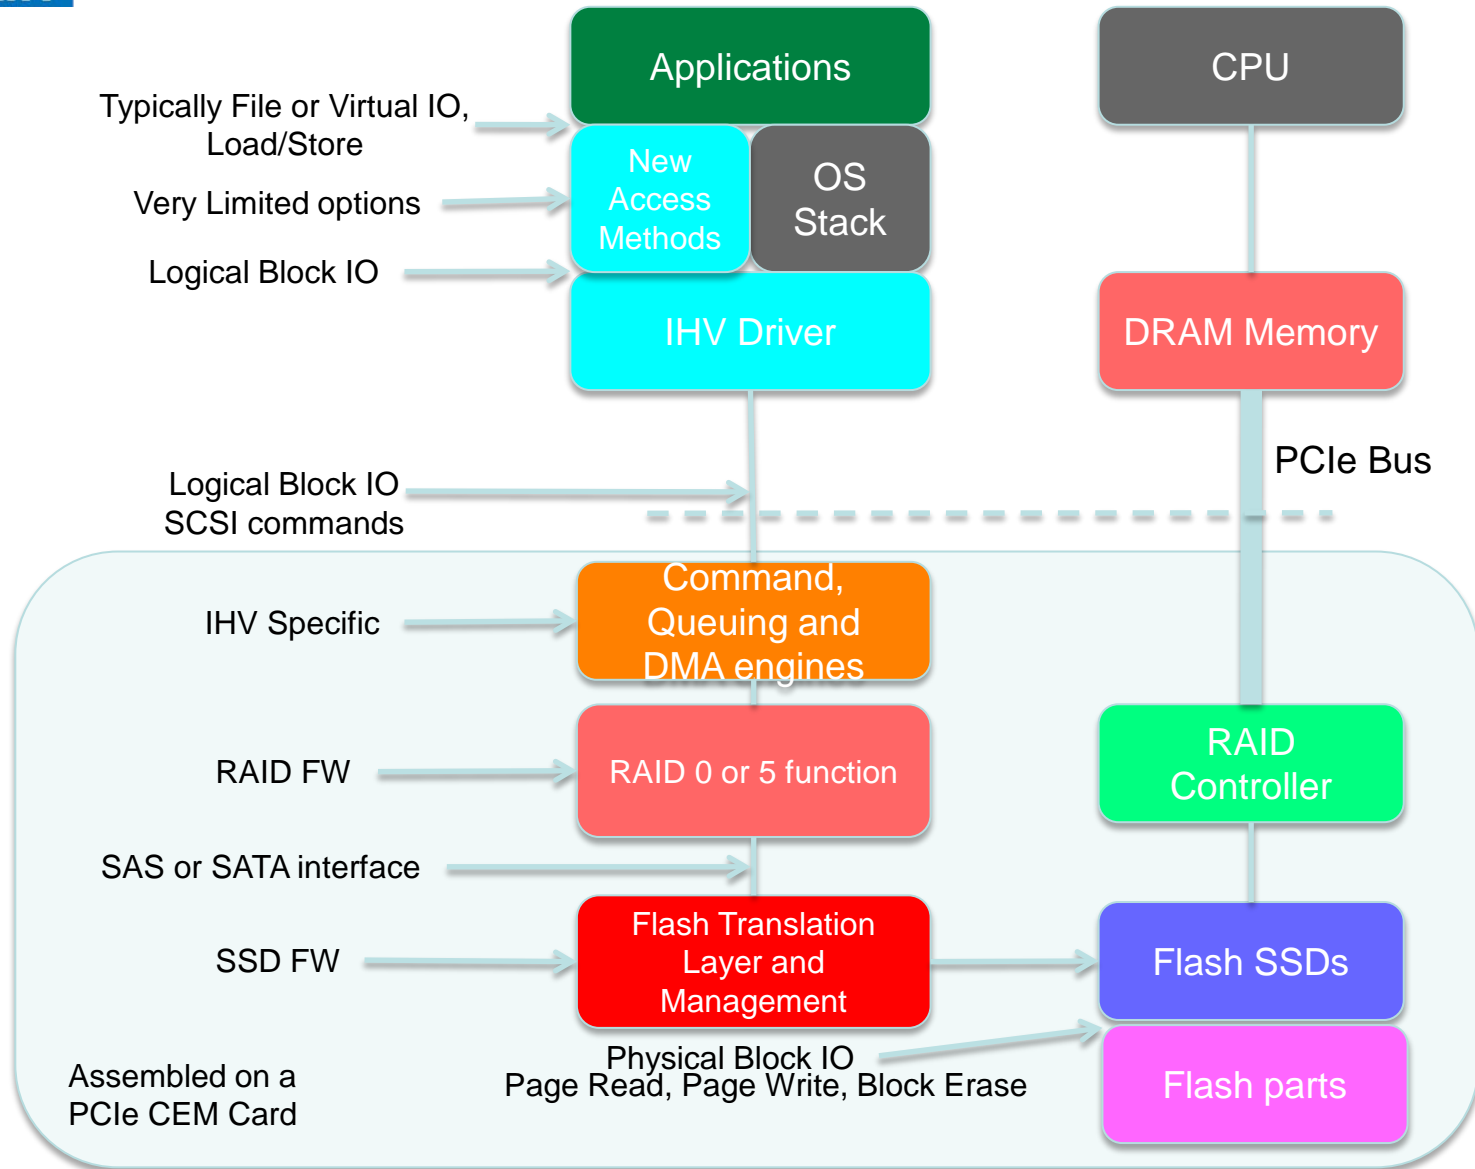 Applications
CPU
Typically File or Virtual IO,
Load/Store
New
Access
Methods
OS
Stack
Very Limited options
Logical Block IO
IHV Driver
DRAM Memory
PCIe Bus
Logical Block IO
SCSI commands
Command,
Queuing and
DMA engines
IHV Specific
RAID FW
RAID 0 or 5 function
RAID
Controller
SAS or SATA interface
SSD FW
Flash Translation
Layer and
Management
Flash SSDs
Physical Block IO
Page Read, Page Write, Block Erase
Flash parts
Assembled on a
PCIe CEM Card